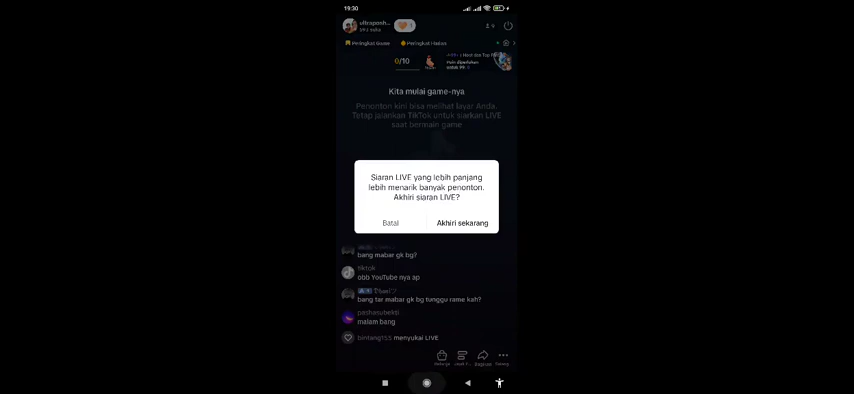 19:30
Peringkat Game
0/10
Kita mulai game-nya
Penonton kini bisa melihat layar Anda.
Tetap jalankan TikTok untuk siarkan LIVE
saat bermain game
Siaran LIVE yang lebih panjang
lebih menarik banyak penonton.
Akhiri siaran LIVE?
Batal
Akhiri sekarang
bang mabar gk bg?
tiktok
obb YouTube nya ap
bang tar mabar gk bg tunggu rame kah?
pashasubekti
malam bang
bintang155 menyukai LIVE
Bagikan